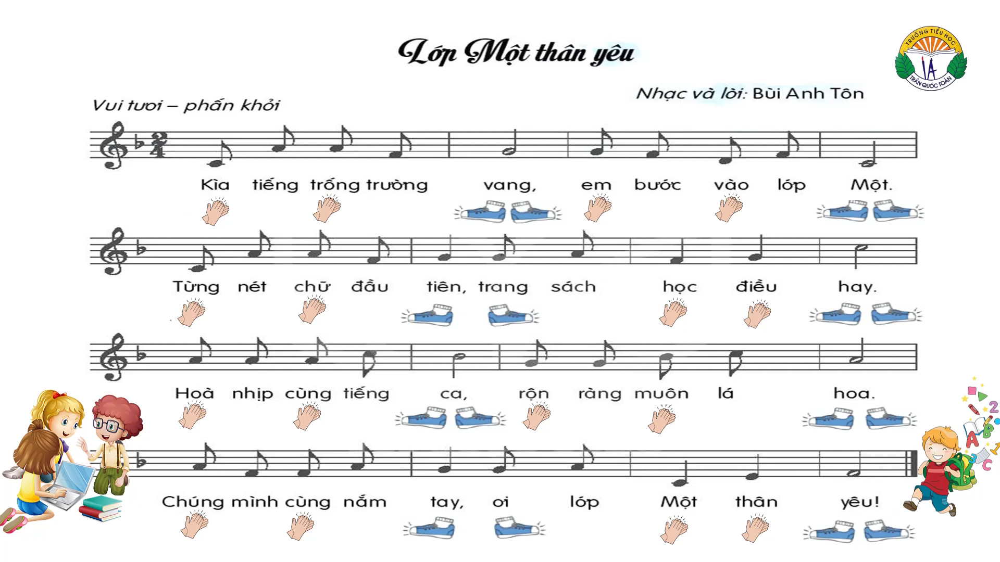 Lớp Một thân yêu
TRƯỜNG TIỂU HỌC
TRẦN QUỐC TOẢN
Nhạc và lời: Bùi Anh Tôn
Vui tươi – phấn khởi
2
4
Kìa tiếng trống trường vang, em bước vào lớp Một.
Từng nét chữ đầu tiên, trang sách học điều hay.
Hoà nhịp cùng tiếng ca, rộn ràng muôn lá hoa.
2
A B
1
3
C
Chúng mình cùng nắm tay, ơi lớp Một thân yêu!